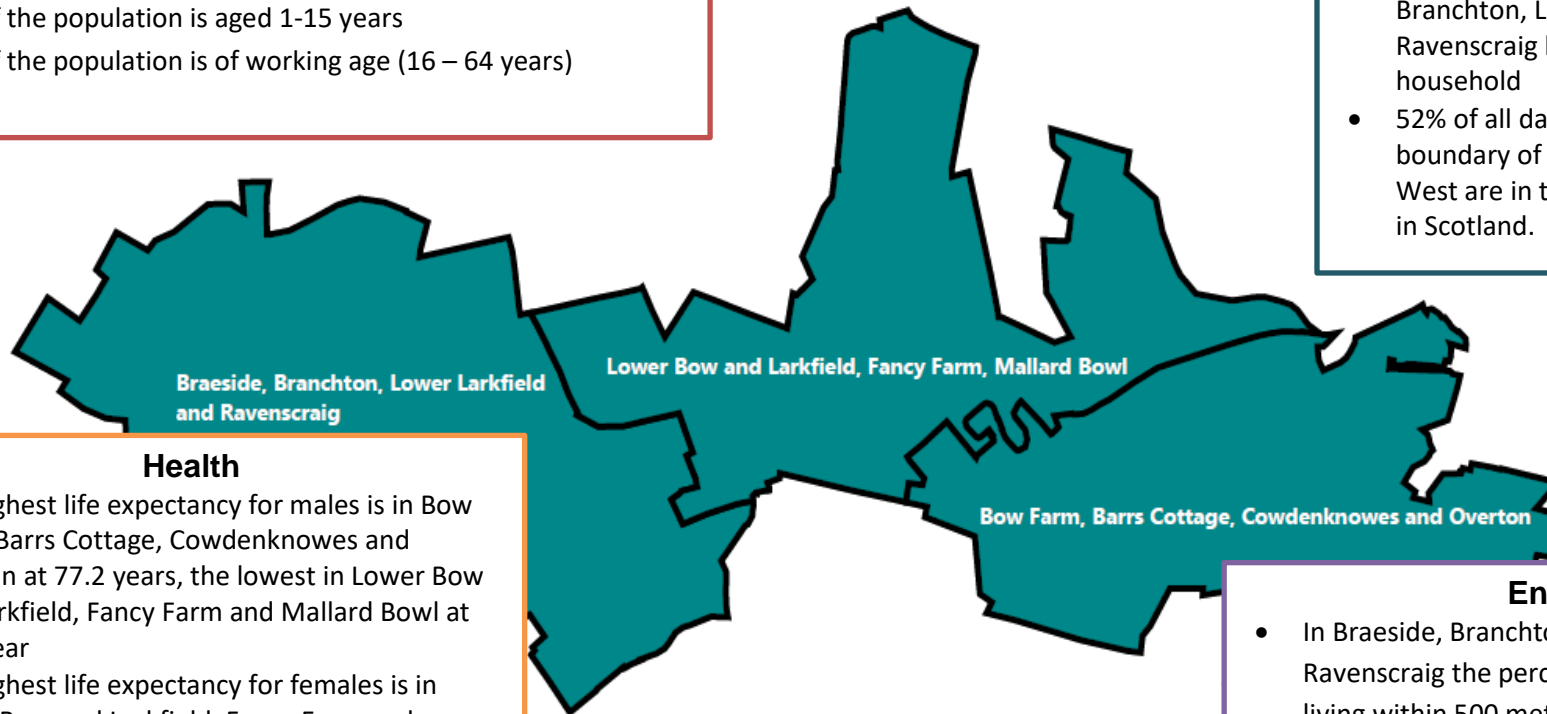 the population is aged 1-15 years
the population is of working age (16 – 64 years)
Branchton, L
Ravenscraig
household
• 52% of all da
boundary of
West are in t
in Scotland.
Braeside, Branchton, Lower Larkfield
and Ravenscraig
Lower Bow and Larkfield, Fancy Farm, Mallard Bowl
Bow Farm, Barrs Cottage, Cowdenknowes and Overton
Health
ghest life expectancy for males is in Bow
Barrs Cottage, Cowdenknowes and
n at 77.2 years, the lowest in Lower Bow
rkfield, Fancy Farm and Mallard Bowl at
ear
ghest life expectancy for females is in
En
• In Braeside, Brancht
Ravenscraig the perc
living within 500 met